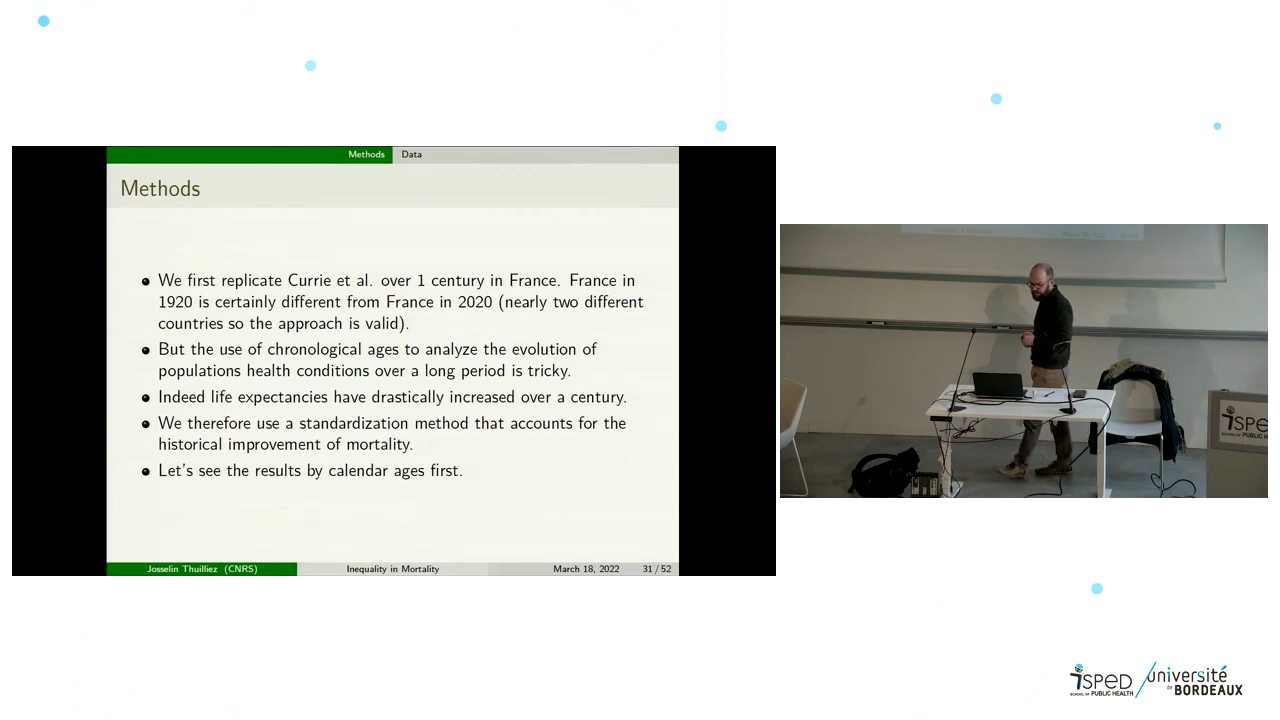 Methods Data
Methods
We first replicate Currie et al. over 1 century in France. France in
1920 is certainly different from France in 2020 (nearly two different
countries so the approach is valid).
But the use of chronological ages to analyze the evolution of
populations health conditions over a long period is tricky.
Indeed life expectancies have drastically increased over a century.
We therefore use a standardization method that accounts for the
historical improvement of mortality.
Let's see the results by calendar ages first.
Josselin Thuilliez (CNRS) Inequality in Mortality March 18, 2022 31 / 52
iSPED
SCHOOL OF PUBLIC HEALTH
université
de BORDEAUX